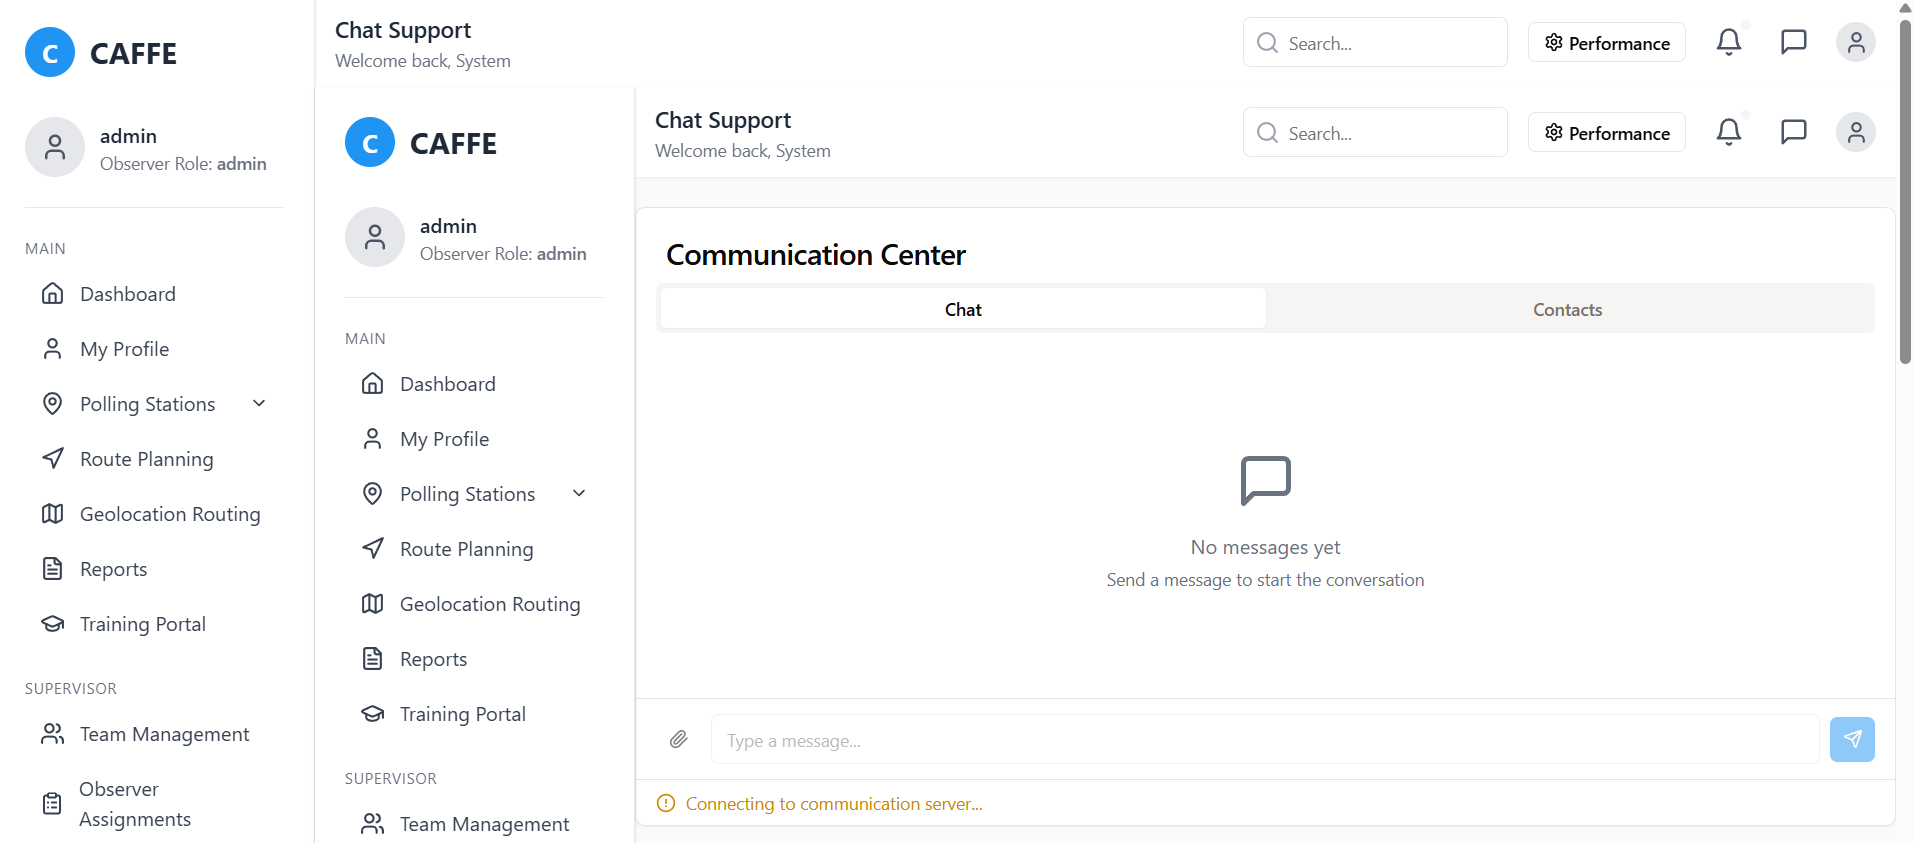 C CAFFE
admin
Observer Role: admin
MAIN
Dashboard
My Profile
Polling Stations
Route Planning
Geolocation Routing
Reports
Training Portal
SUPERVISOR
Team Management
Observer
Assignments
Chat Support
Welcome back, System
Search...
Performance
C CAFFE
admin
Observer Role: admin
MAIN
Dashboard
My Profile
Polling Stations
Route Planning
Geolocation Routing
Reports
Training Portal
SUPERVISOR
Team Management
Chat Support
Welcome back, System
Search...
Performance
Communication Center
Chat
Contacts
No messages yet
Send a message to start the conversation
Type a message...
Connecting to communication server...